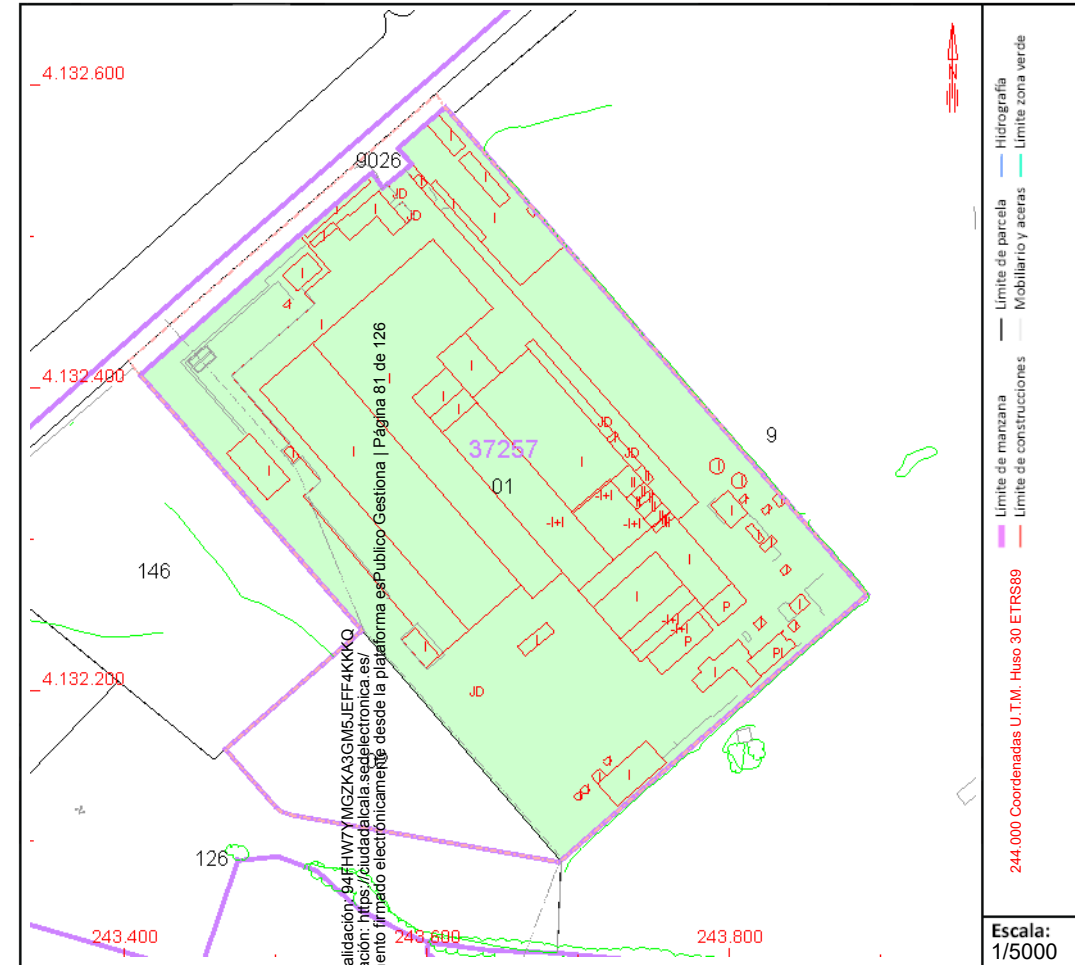 4.132.600
9026
JD
JD
4.132.400
37257
01
JD
JD
-I+I
-I+I
-I+I
9
146
P
-I+I
-I+I
P
PI
D
4.132.200
JD
126
243.400
243.600
243.800
N
alidación: 94FHW7YMGZKA3GM5JEFF4KKKQ
ación: https://ciudadalcala.sedelectronica.es/
ento firmado electrónicamente desde la plataforma esPublico Gestiona | Página 81 de 126
Hidrografía
Límite zona verde
Límite de parcela
Mobiliario y aceras
Límite de manzana
Límite de construcciones
244.000 Coordenadas U.T.M. Huso 30 ETRS89
Escala:
1/5000